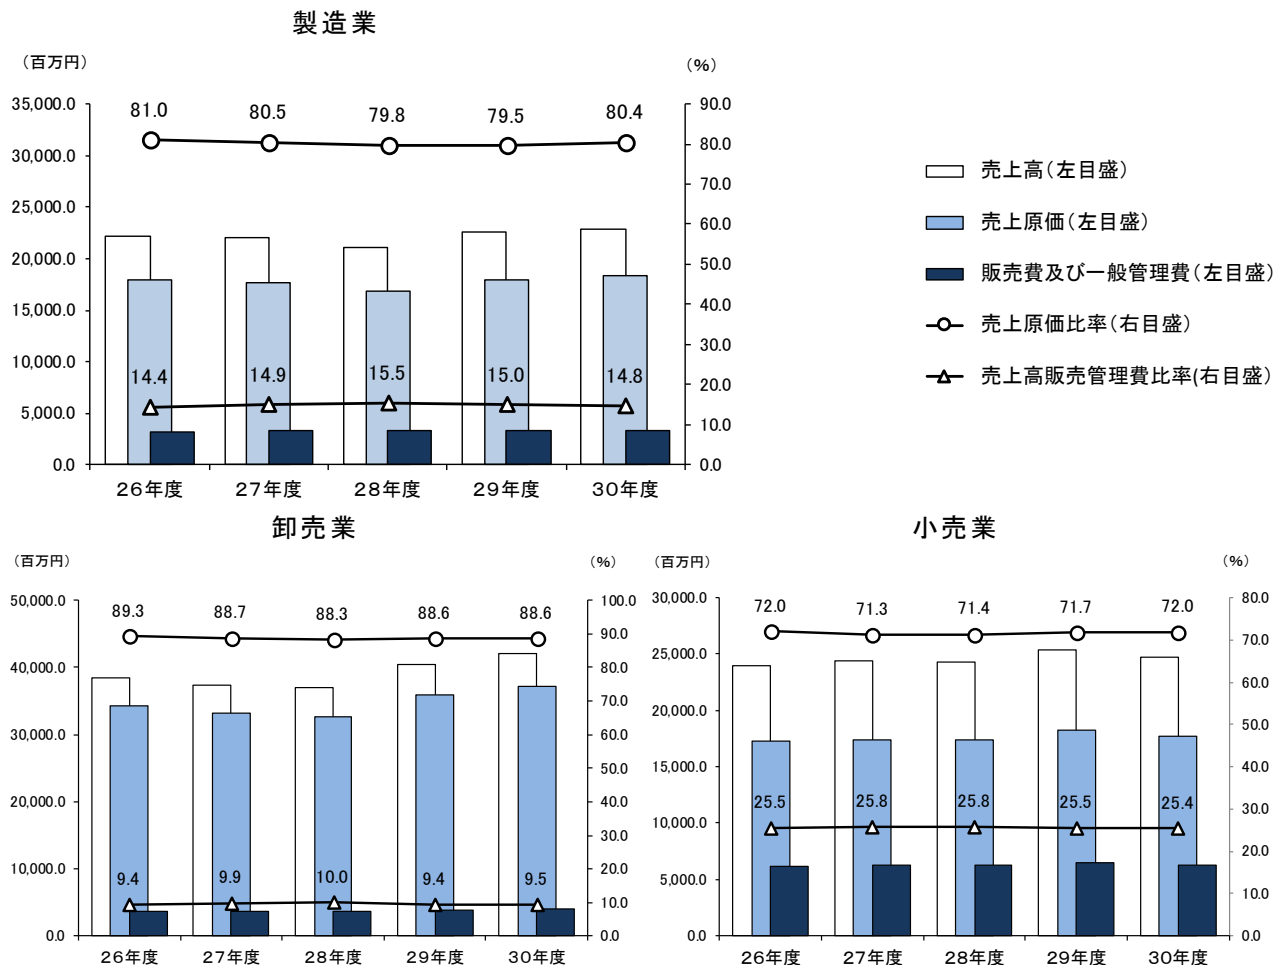 製造業
（百万円）
（%）
81.0 80.5 79.8 79.5 80.4
35,000.0
30,000.0
25,000.0
20,000.0
15,000.0
10,000.0
5,000.0
0.0
90.0
80.0
70.0
60.0
50.0
40.0
30.0
20.0
10.0
0.0
14.4 14.9 15.5 15.0 14.8
26年度 27年度 28年度 29年度 30年度
売上高（左目盛）
売上原価（左目盛）
販売費及び一般管理費（左目盛）
売上原価比率（右目盛）
売上高販売管理費比率(右目盛）
卸売業
（百万円）
（%）
89.3 88.7 88.3 88.6 88.6
50,000.0
40,000.0
30,000.0
20,000.0
10,000.0
0.0
100.0
90.0
80.0
70.0
60.0
50.0
40.0
30.0
20.0
10.0
0.0
9.4 9.9 10.0 9.4 9.5
26年度 27年度 28年度 29年度 30年度
小売業
（百万円）
（%）
72.0 71.3 71.4 71.7 72.0
30,000.0
25,000.0
20,000.0
15,000.0
10,000.0
5,000.0
0.0
80.0
70.0
60.0
50.0
40.0
30.0
20.0
10.0
0.0
25.5 25.8 25.8 25.5 25.4
26年度 27年度 28年度 29年度 30年度